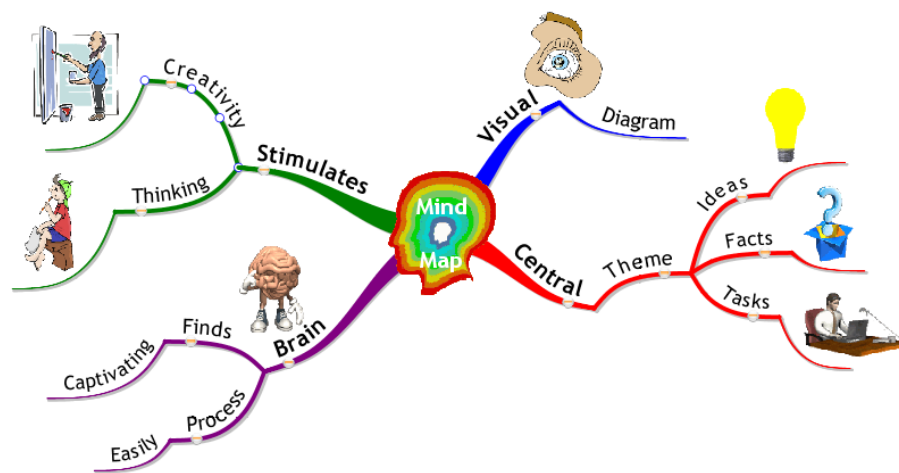 Mind
Map
Visual
Diagram
Central
Theme
Ideas
Facts
Tasks
Stimulates
Creativity
Thinking
Brain
Finds
Captivating
Process
Easily